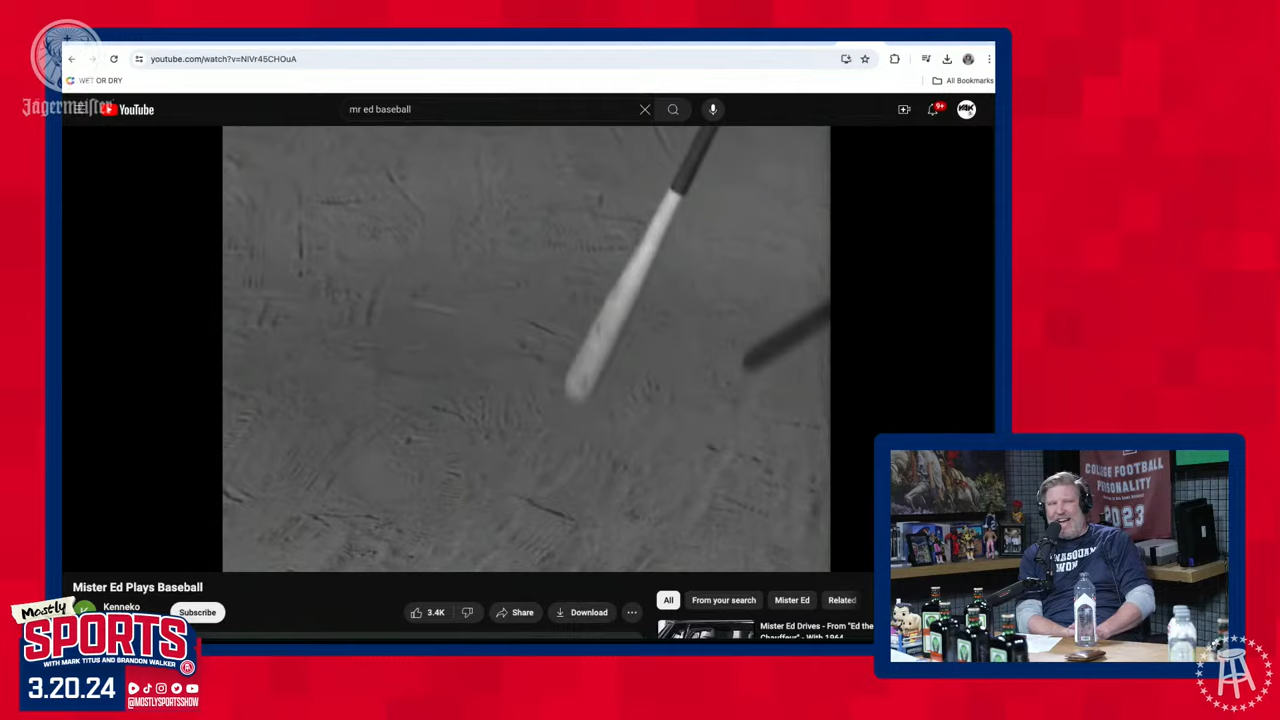 youtube.com/watch?v=NIVr45CHOuA
WET OR DRY
All Bookmarks
Jägermeister
YouTube
mr ed baseball
9+
YAK
COLLEGE FOOTBALL
PERSONALITY
2023
Mister Ed Plays Baseball
Kenneko
Subscribe
3.4K
Share
Download
All
From your search
Mister Ed
Related
Mister Ed Drives - From "Ed the
Chauffeur" - With 1964
Mostly
SPORTS
WITH MARK TITUS AND BRANDON WALKER
3.20.24
@MOSTLYSPORTSSHOW